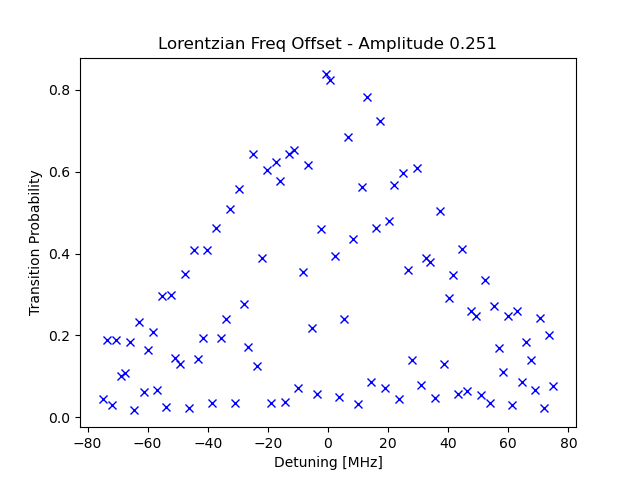 Lorentzian Freq Offset - Amplitude 0.251
Transition Probability
0.8
0.6
0.4
0.2
0.0
−80 −60 −40 −20 0 20 40 60 80
Detuning [MHz]